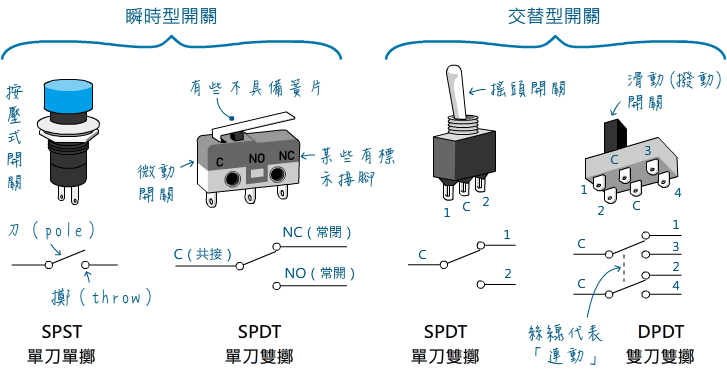 瞬時型開關
交替型開關
按壓式開關
有些不具備簧片
C NO NC
微動
開關
某些有標
示接腳
搖頭開關
1 C 2
滑動(撥動)
開關
C 3
1 4
2 C
刀(pole)
擲(throw)
C(共接)
NC(常閉)
NO(常開)
C
1
2
C
1
3
C
2
4
虛線代表
「連動」
SPST
單刀單擲
SPDT
單刀雙擲
SPDT
單刀雙擲
DPDT
雙刀雙擲